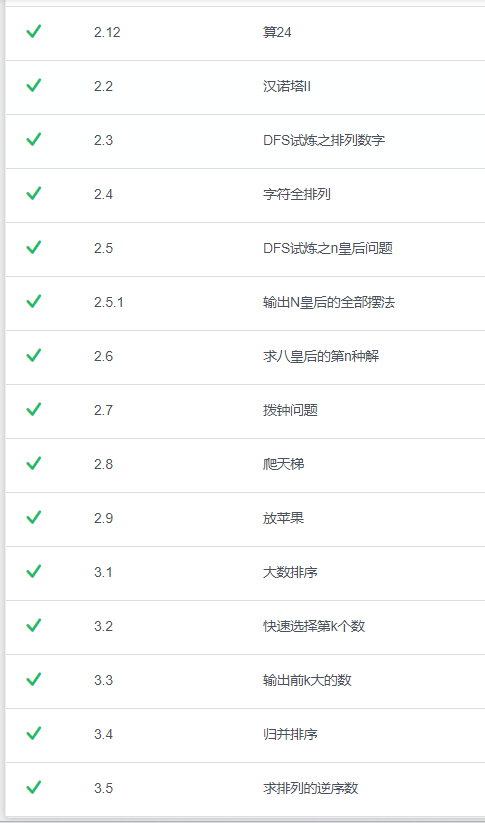 2.12 算24
2.2 汉诺塔II
2.3 DFS试炼之排列数字
2.4 字符全排列
2.5 DFS试炼之n皇后问题
2.5.1 输出N皇后的全部摆法
2.6 求八皇后的第n种解
2.7 拨钟问题
2.8 爬天梯
2.9 放苹果
3.1 大数排序
3.2 快速选择第k个数
3.3 输出前k大的数
3.4 归并排序
3.5 求排列的逆序数